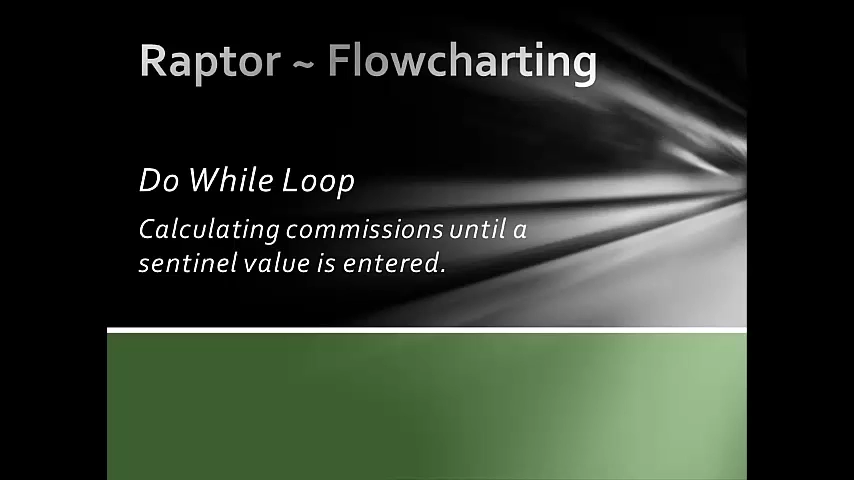 Raptor ~ Flowcharting
Do While Loop
Calculating commissions until a
sentinel value is entered.